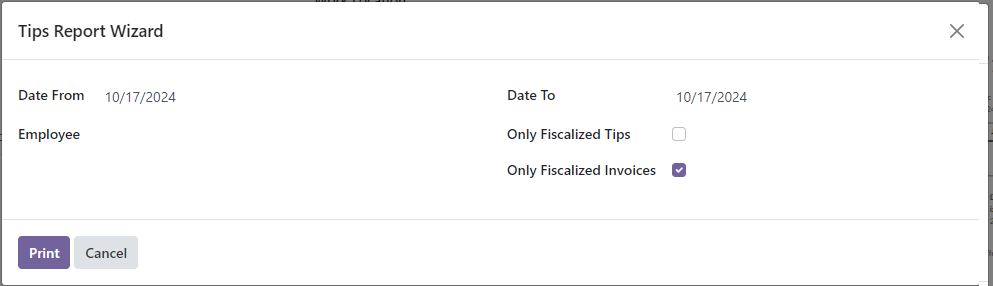 Tips Report Wizard
Date From 10/17/2024 Date To 10/17/2024
Employee Only Fiscalized Tips
Only Fiscalized Invoices
Print Cancel